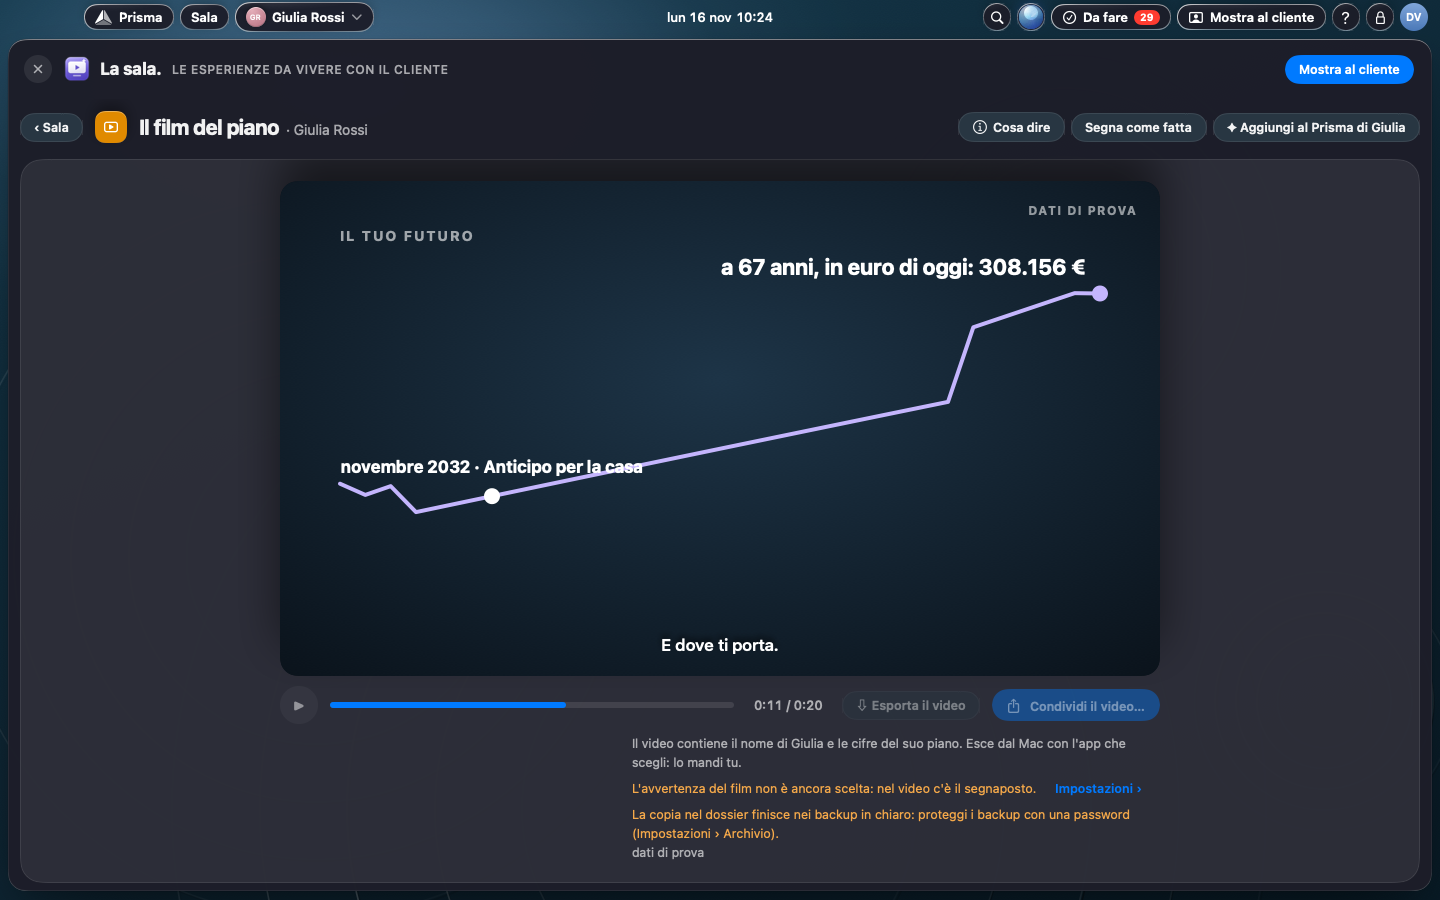 Prisma
Sala
GR Giulia Rossi
lun 16 nov 10:24
Da fare 29
Mostra al cliente
?
DV
La sala. LE ESPERIENZE DA VIVERE CON IL CLIENTE
Mostra al cliente
‹ Sala
Il film del piano · Giulia Rossi
Cosa dire
Segna come fatta
Aggiungi al Prisma di Giulia
DATI DI PROVA
IL TUO FUTURO
a 67 anni, in euro di oggi: 308.156 €
novembre 2032 · Anticipo per la casa
E dove ti porta.
0:11 / 0:20
Esporta il video
Condividi il video...
Il video contiene il nome di Giulia e le cifre del suo piano. Esce dal Mac con l'app che
scegli: lo mandi tu.
L'avvertenza del film non è ancora scelta: nel video c'è il segnaposto. Impostazioni ›
La copia nel dossier finisce nei backup in chiaro: proteggi i backup con una password
(Impostazioni › Archivio).
dati di prova